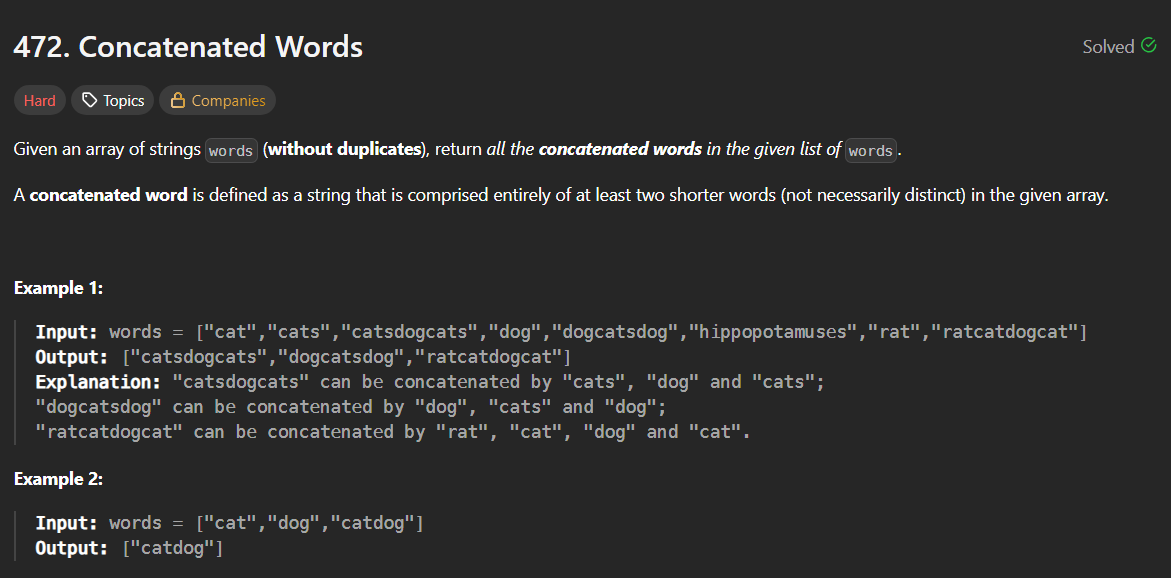 472. Concatenated Words
Solved
Hard Topics Companies
Given an array of strings words (without duplicates), return all the concatenated words in the given list of words.
A concatenated word is defined as a string that is comprised entirely of at least two shorter words (not necessarily distinct) in the given array.
Example 1:
Input: words = ["cat","cats","catsdogcats","dog","dogcatsdog","hippopotamuses","rat","ratcatdogcat"]
Output: ["catsdogcats","dogcatsdog","ratcatdogcat"]
Explanation: "catsdogcats" can be concatenated by "cats", "dog" and "cats";
"dogcatsdog" can be concatenated by "dog", "cats" and "dog";
"ratcatdogcat" can be concatenated by "rat", "cat", "dog" and "cat".
Example 2:
Input: words = ["cat","dog","catdog"]
Output: ["catdog"]